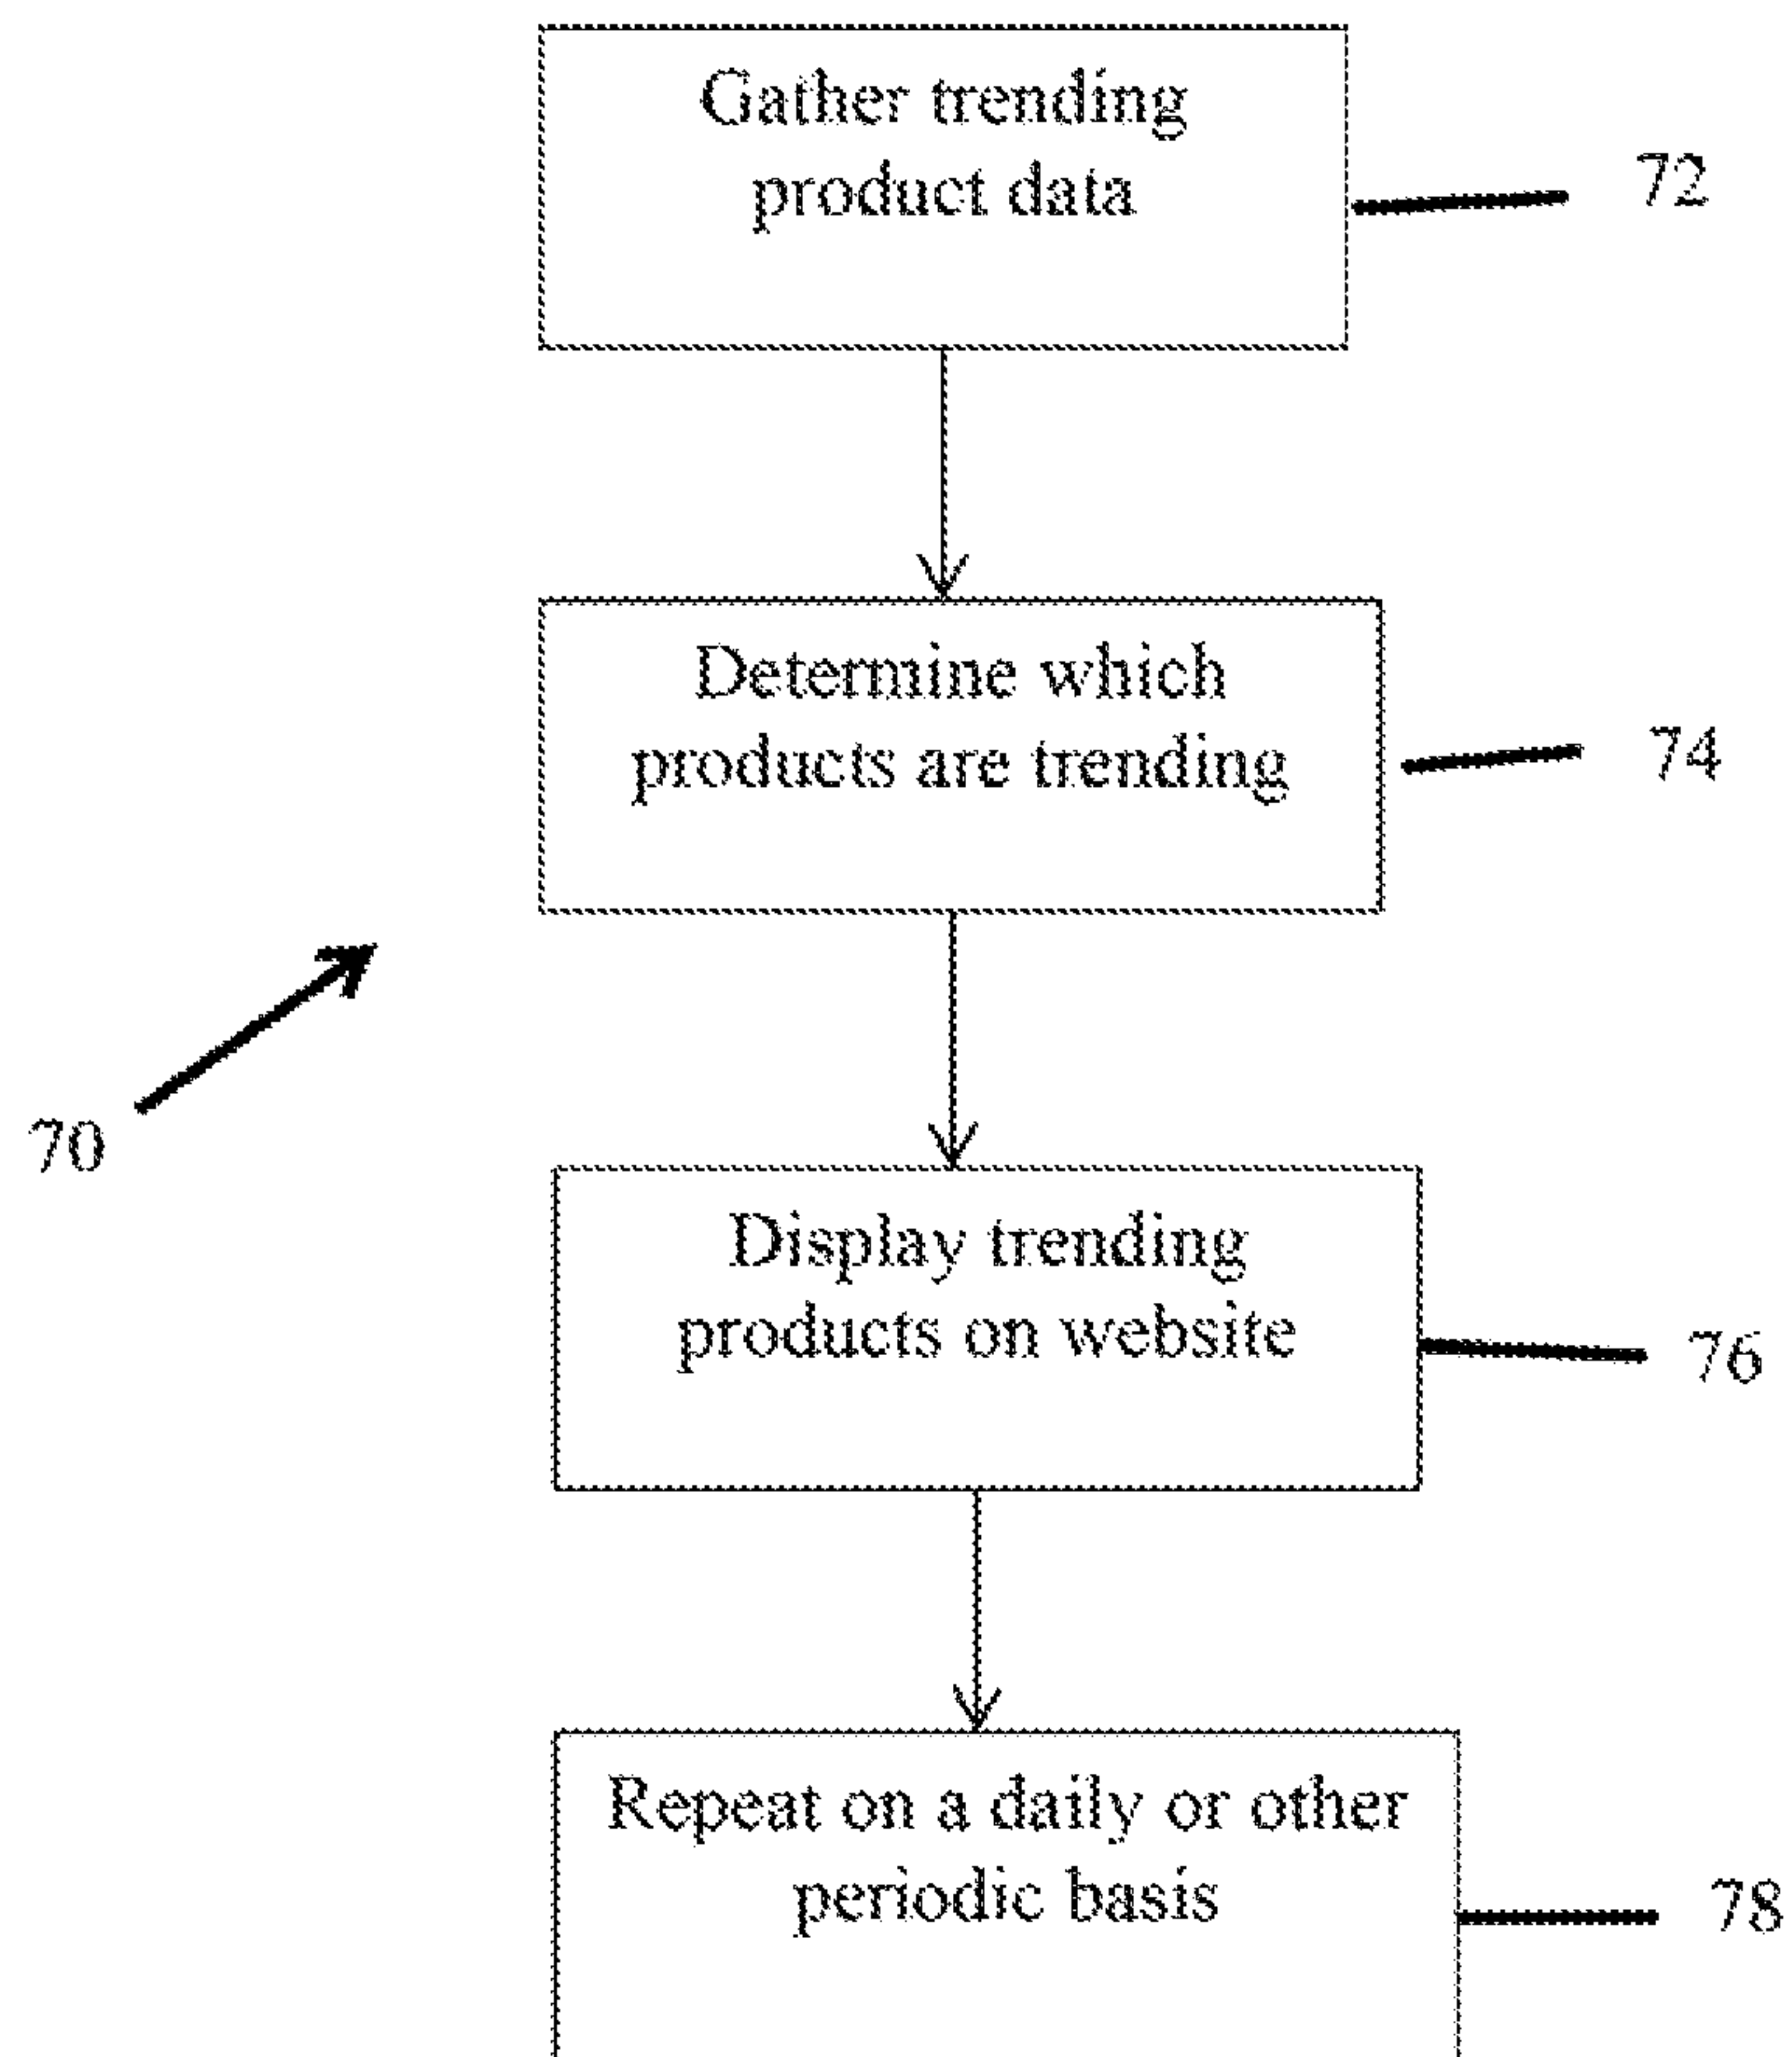 Gather trending
product data
72
Determine which
products are trending
74
70
Display trending
products on website
76
Repeat on a daily or other
periodic basis
78